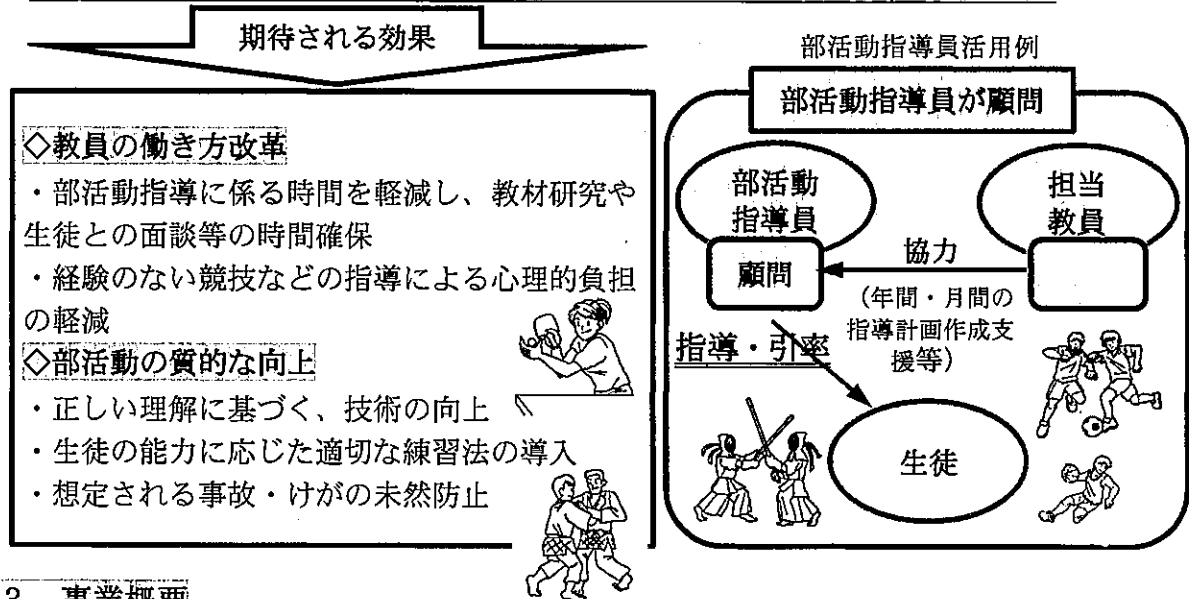 期待される効果
◇教員の働き方改革
・部活動指導に係る時間を軽減し、教材研究や
生徒との面談等の時間確保
・経験のない競技などの指導による心理的負担
の軽減
◇部活動の質的な向上
・正しい理解に基づく、技術の向上
・生徒の能力に応じた適切な練習法の導入
・想定される事故・けがの未然防止
部活動指導員活用例
部活動指導員が顧問
部活動
指導員
顧問
担当
教員
協力
（年間・月間の
指導計画作成支
援等）
指導・引率
生徒
3 事業概要